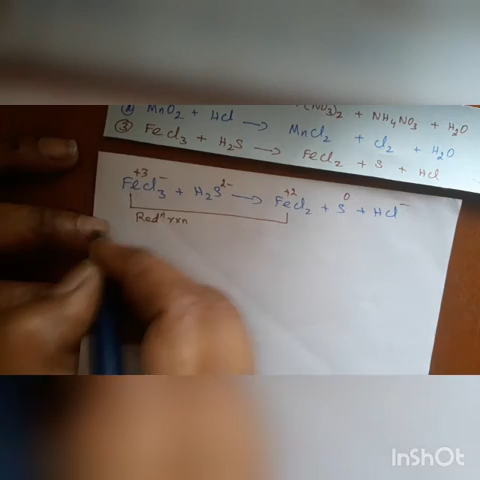 (NO3)2 + NH4NO3 + H2O
② MnO2 + HCl → MnCl2 + Cl2 + H2O
③ FeCl3 + H2S → FeCl2 + S + HCl
+3 - 2- +2 0 -
FeCl3 + H2S → FeCl2 + S + HCl
Redn rxn
InShOt